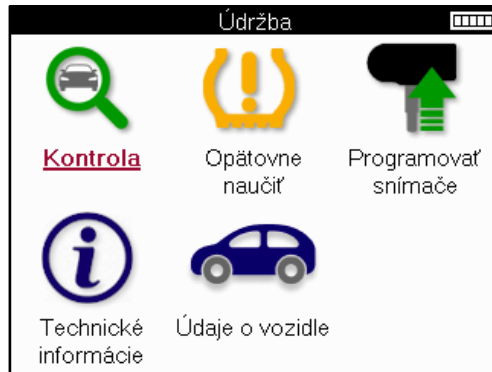 Údržba
Kontrola
Opätovne
naučiť
Programovať
snímače
Technické
informácie
Údaje o vozidle